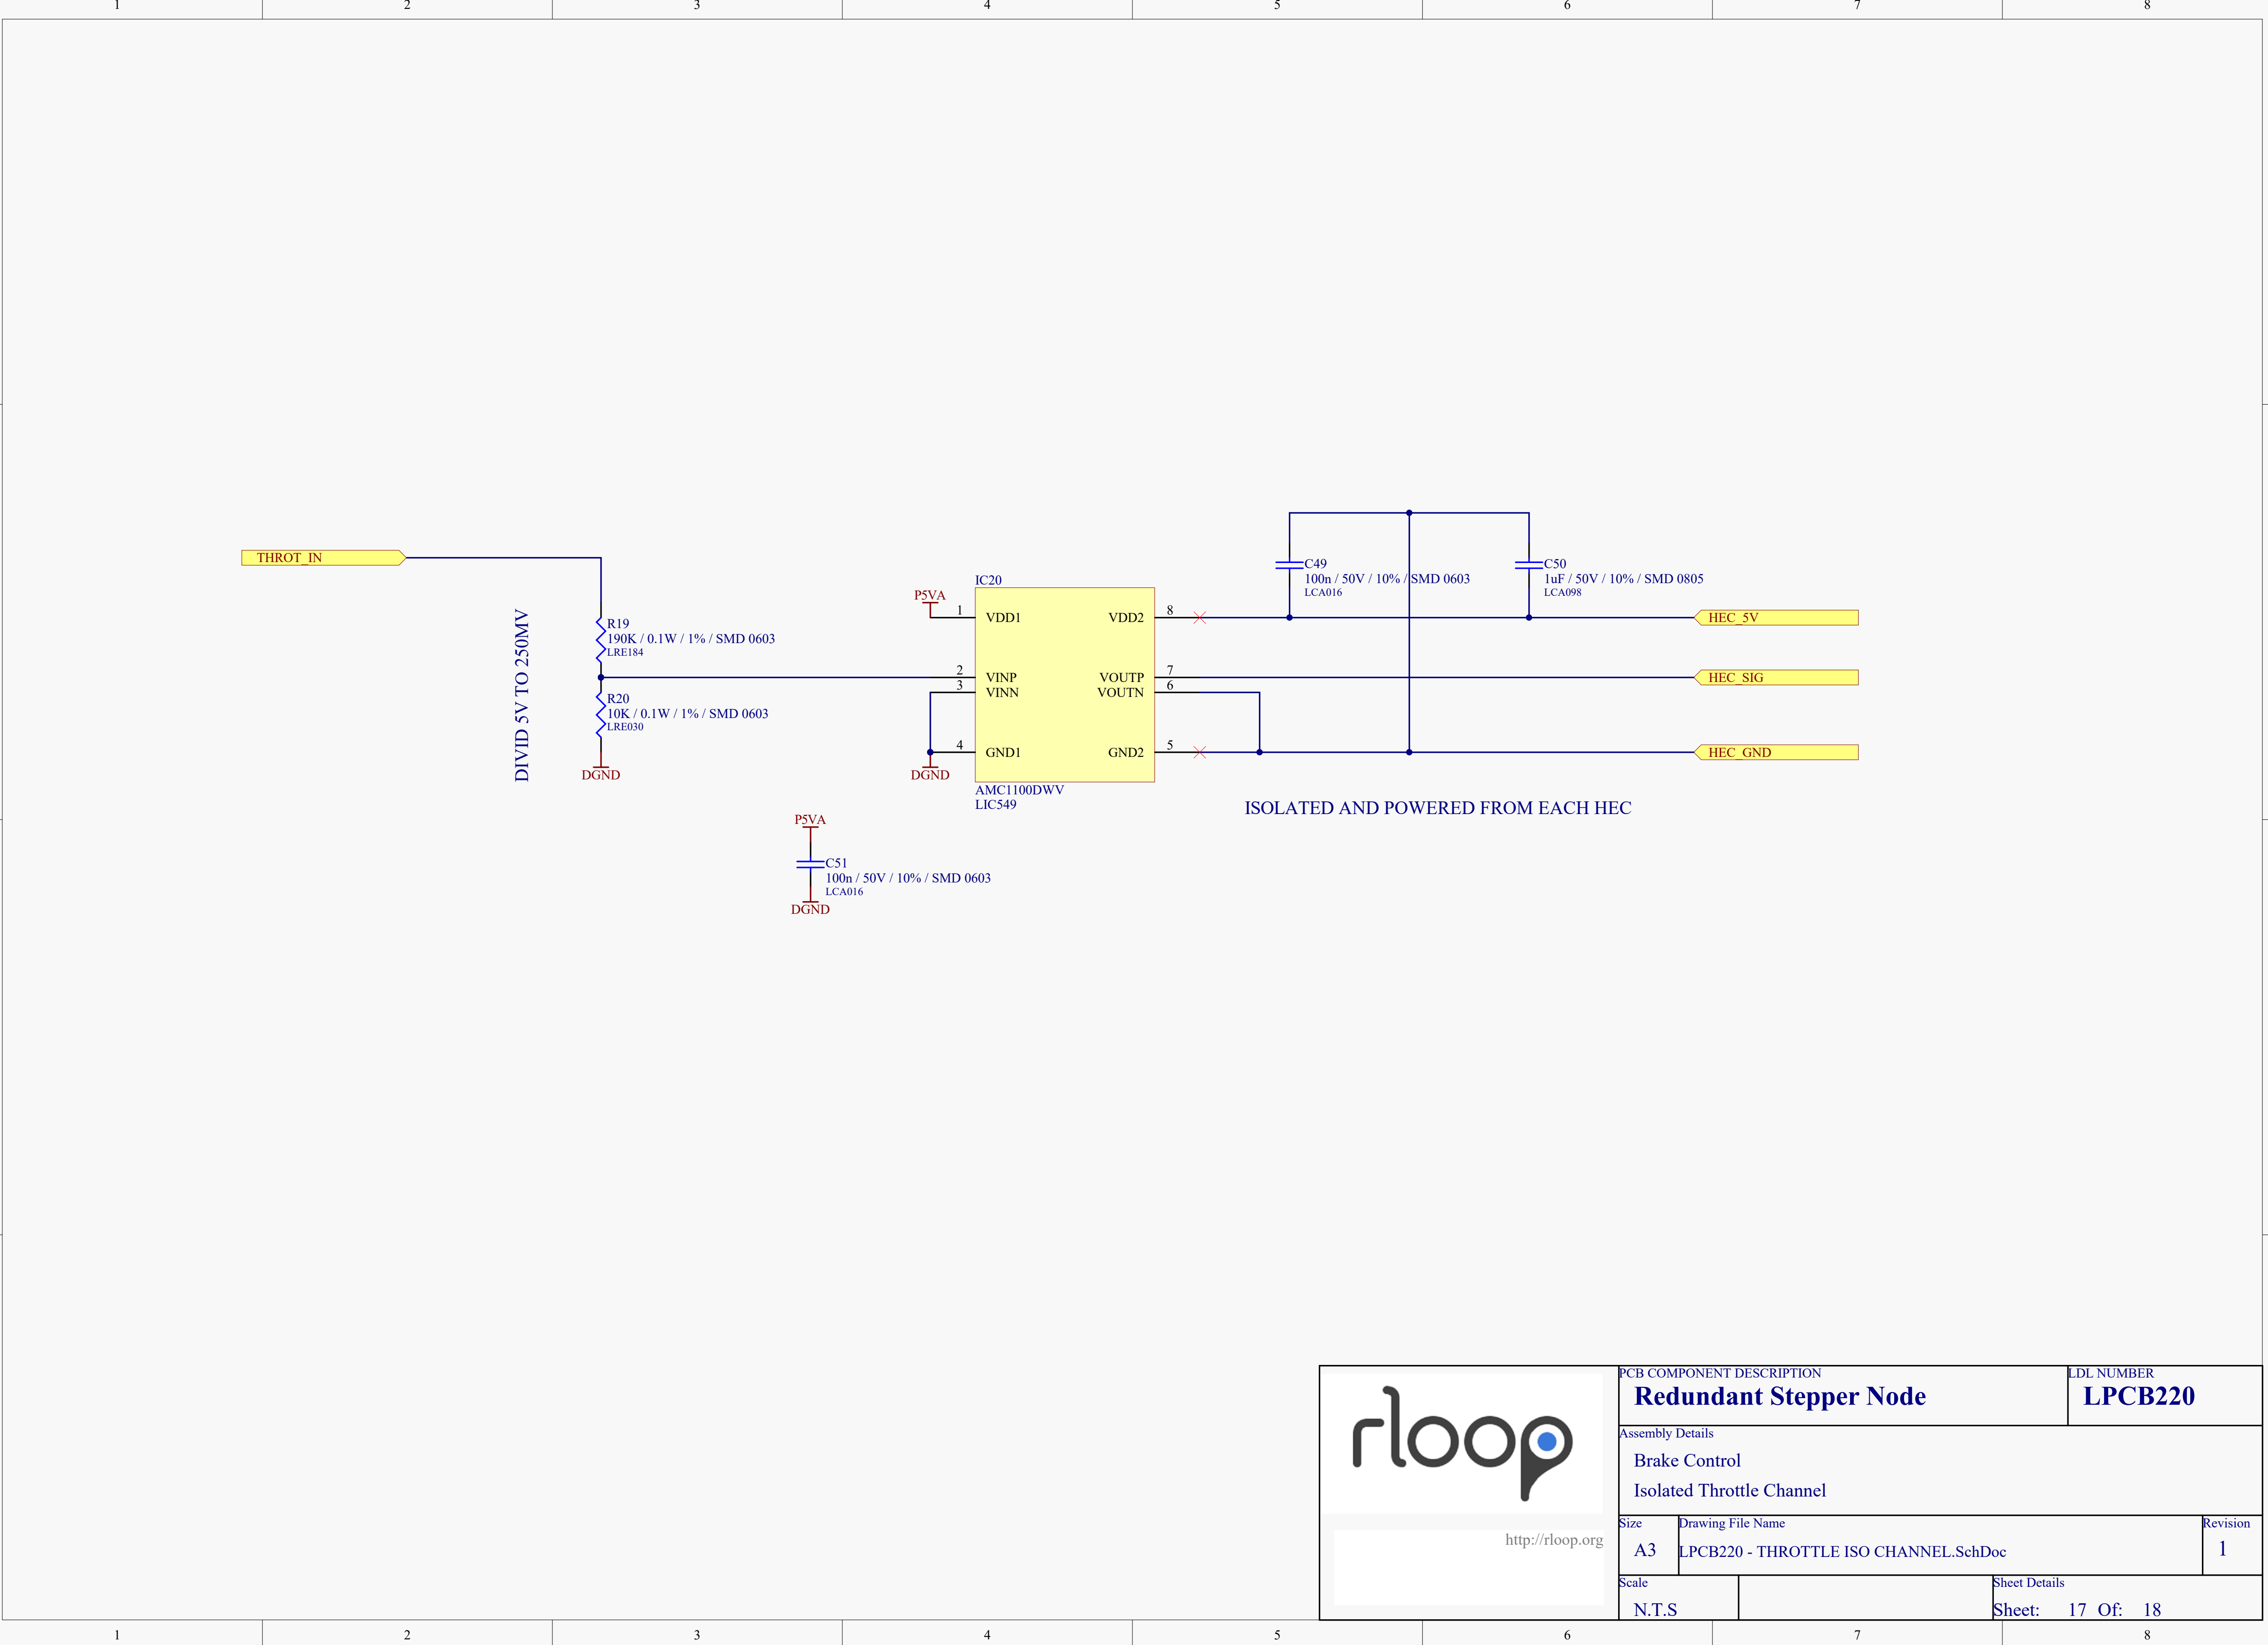 1 2 3 4 5 6 7 8
THROT_IN
DIVID 5V TO 250MV
R19
190K / 0.1W / 1% / SMD 0603
LRE184
R20
10K / 0.1W / 1% / SMD 0603
LRE030
DGND
P5VA
DGND
IC20
1 VDD1
2 VINP
3 VINN
4 GND1
VDD2 8
VOUTP 7
VOUTN 6
GND2 5
AMC1100DWV
LIC549
P5VA
C51
100n / 50V / 10% / SMD 0603
LCA016
DGND
C49
100n / 50V / 10% / SMD 0603
LCA016
C50
1uF / 50V / 10% / SMD 0805
LCA098
HEC_5V
HEC_SIG
HEC_GND
ISOLATED AND POWERED FROM EACH HEC
rloop
http://rloop.org
PCB COMPONENT DESCRIPTION
Redundant Stepper Node
LDL NUMBER
LPCB220
Assembly Details
Brake Control
Isolated Throttle Channel
Size
A3
Drawing File Name
LPCB220 - THROTTLE ISO CHANNEL.SchDoc
Revision
1
Scale
N.T.S
Sheet Details
Sheet: 17 Of: 18
1 2 3 4 5 6 7 8